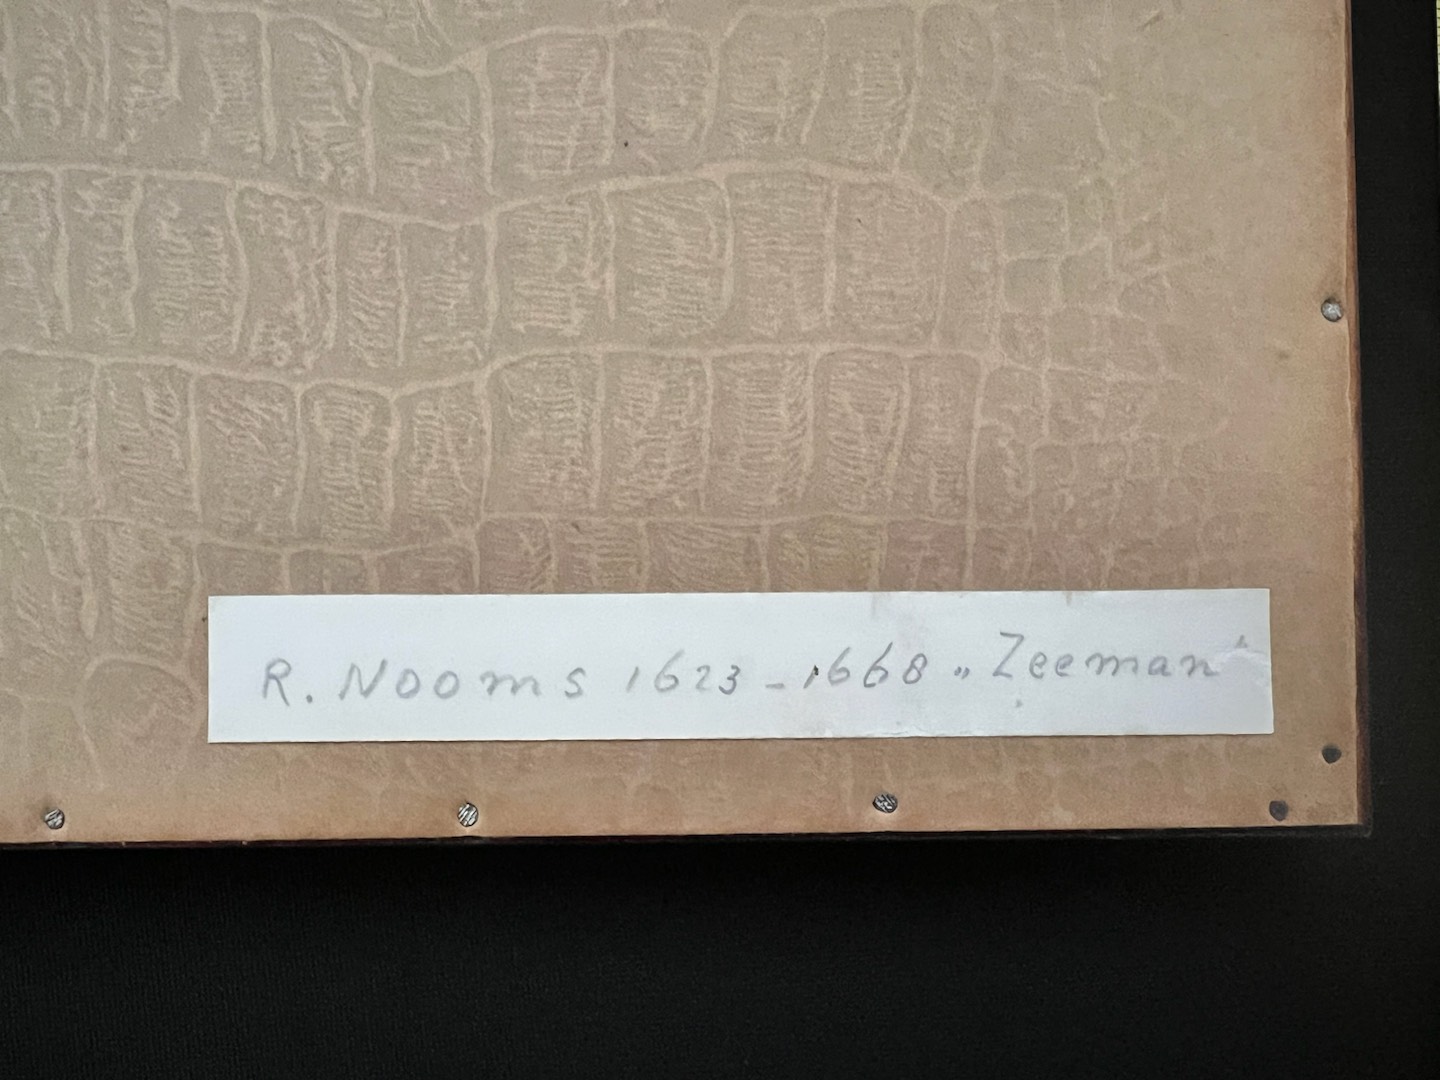 R. Nooms 1623 - 1668 „Zeeman“